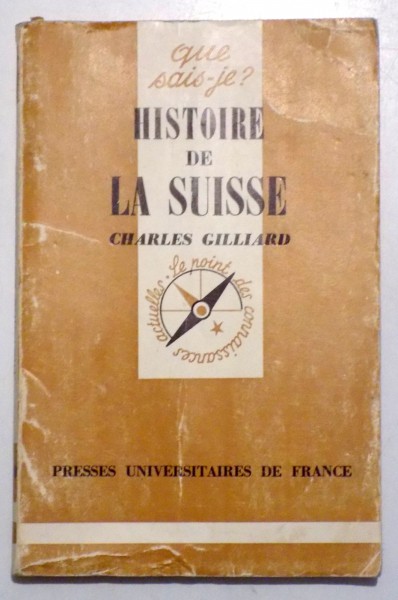 que
sais-je?
HISTOIRE
DE
LA SUISSE
CHARLES GILLIARD
le point des connaissances actuelles
PRESSES UNIVERSITAIRES DE FRANCE